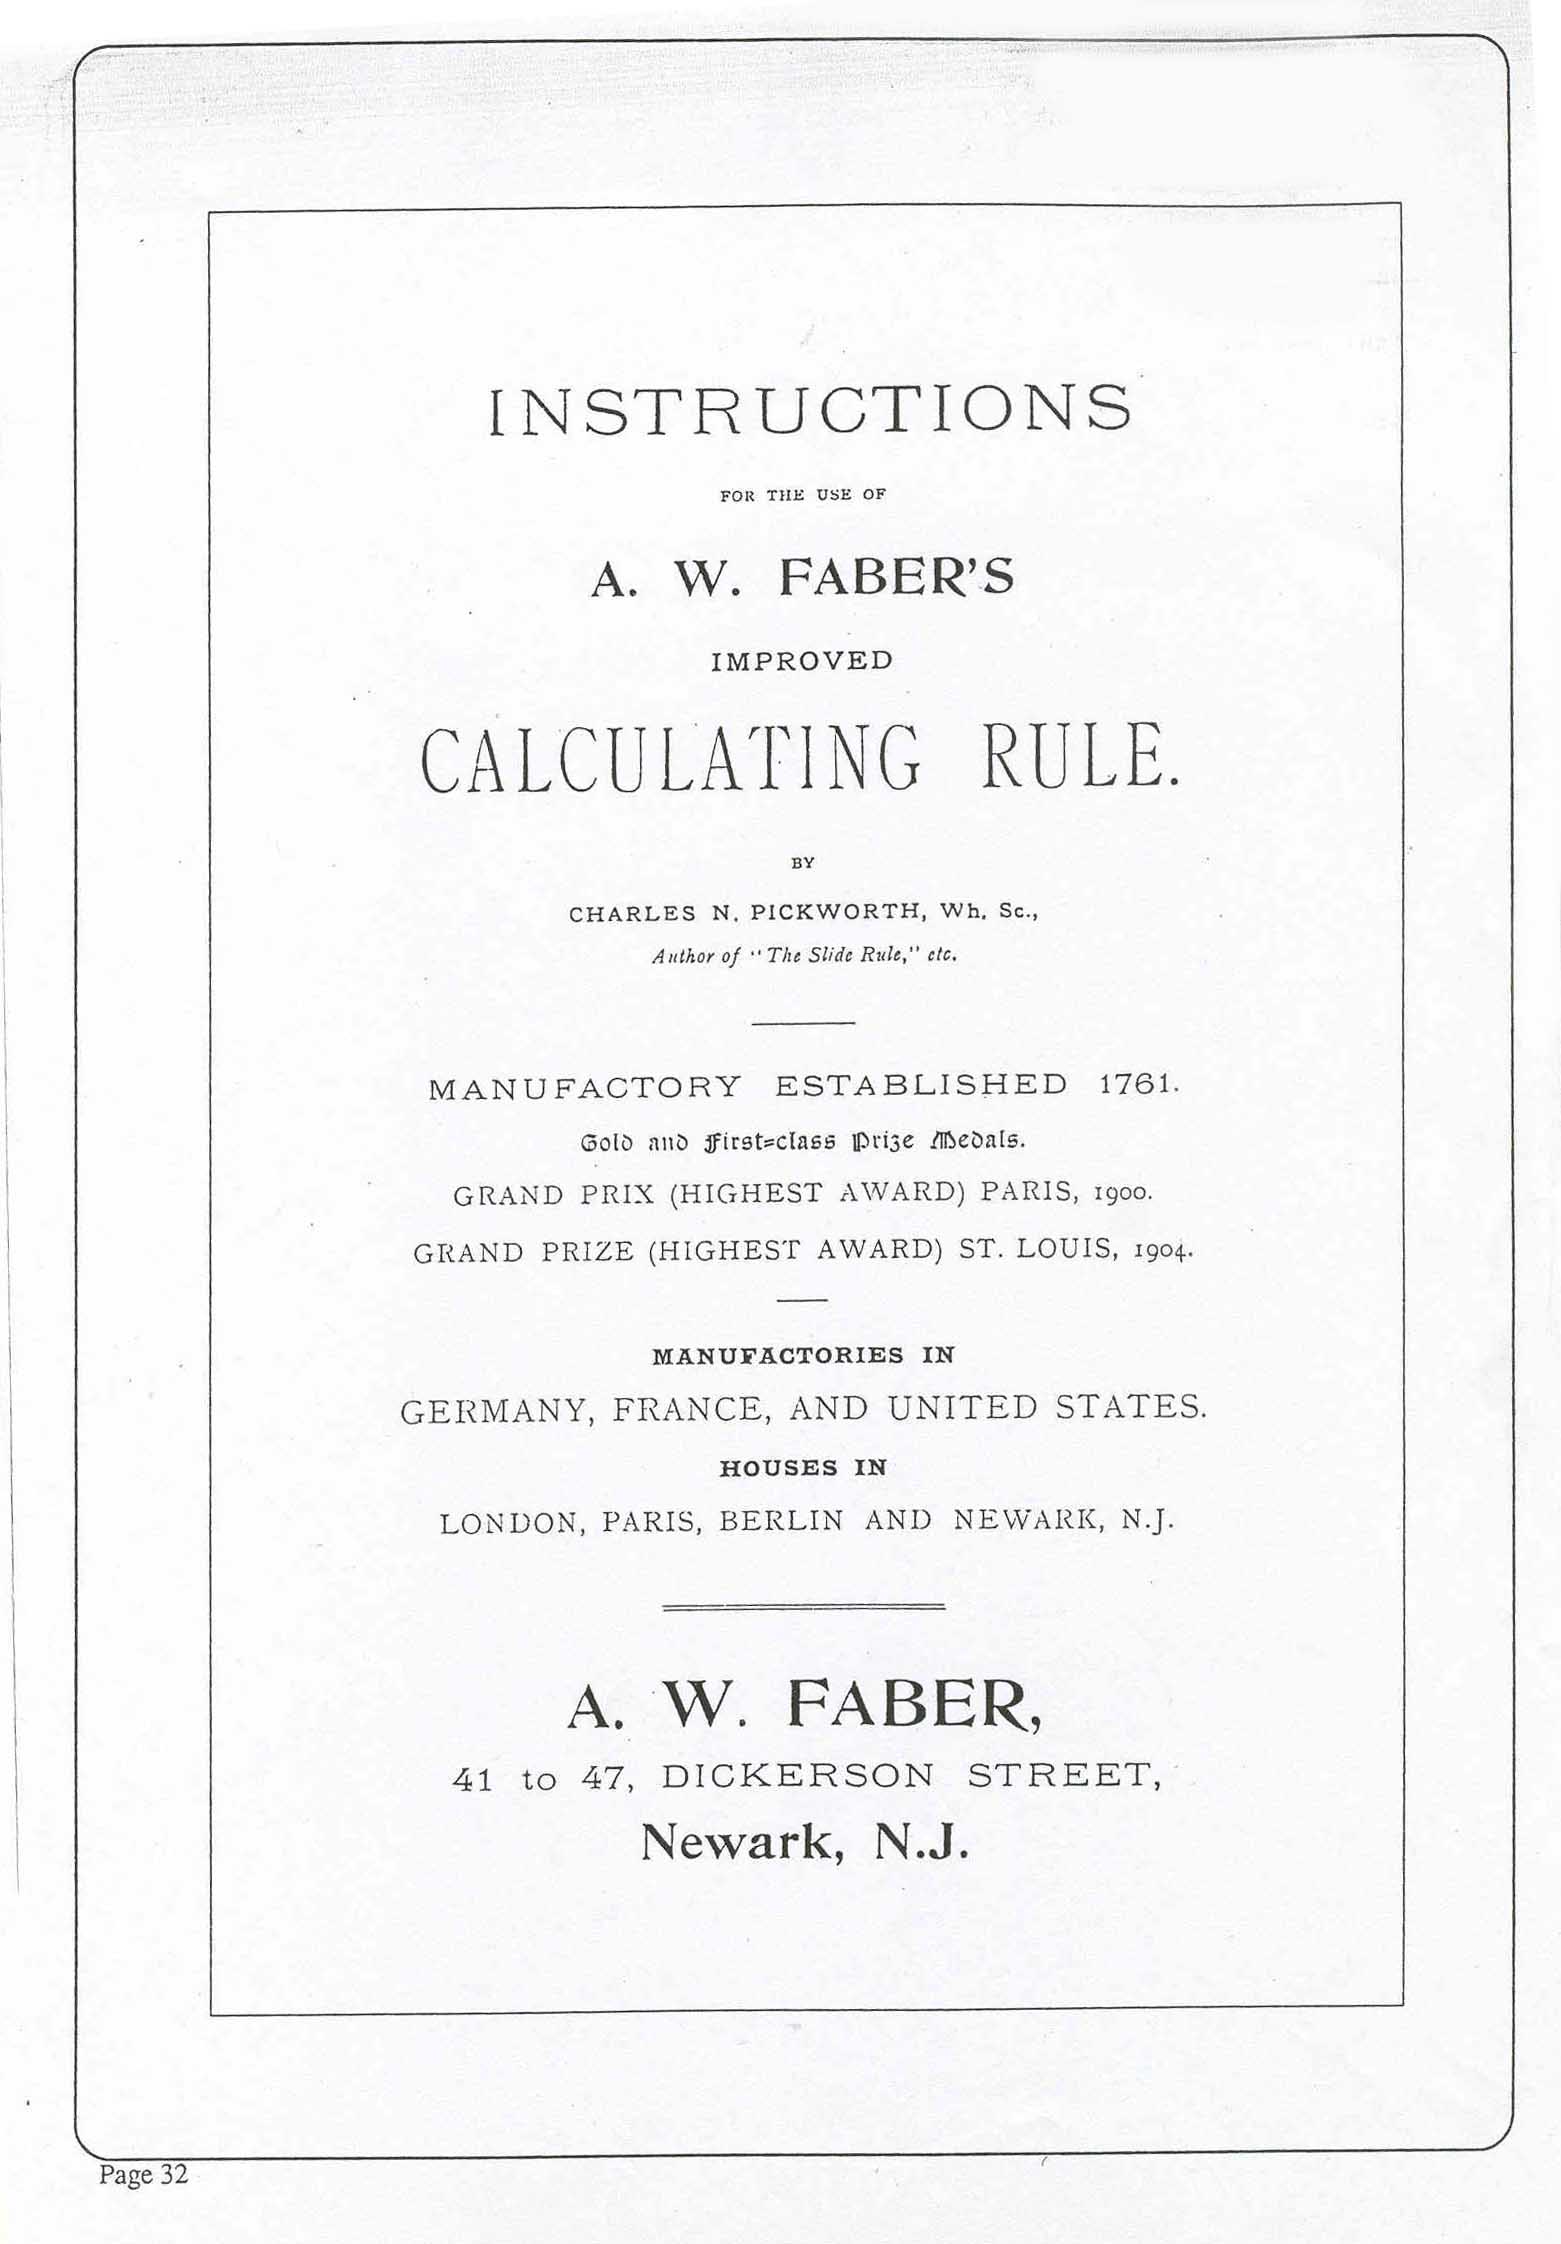 INSTRUCTIONS
FOR THE USE OF
A. W. FABER'S
IMPROVED
CALCULATING RULE.
BY
CHARLES N. PICKWORTH, Wh. Sc.,
Author of "The Slide Rule," etc.
MANUFACTORY ESTABLISHED 1761.
Gold and First=class Prize Medals.
GRAND PRIX (HIGHEST AWARD) PARIS, 1900.
GRAND PRIZE (HIGHEST AWARD) ST. LOUIS, 1904.
MANUFACTORIES IN
GERMANY, FRANCE, AND UNITED STATES.
HOUSES IN
LONDON, PARIS, BERLIN AND NEWARK, N.J.
A. W. FABER,
41 to 47, DICKERSON STREET,
Newark, N.J.
Page 32